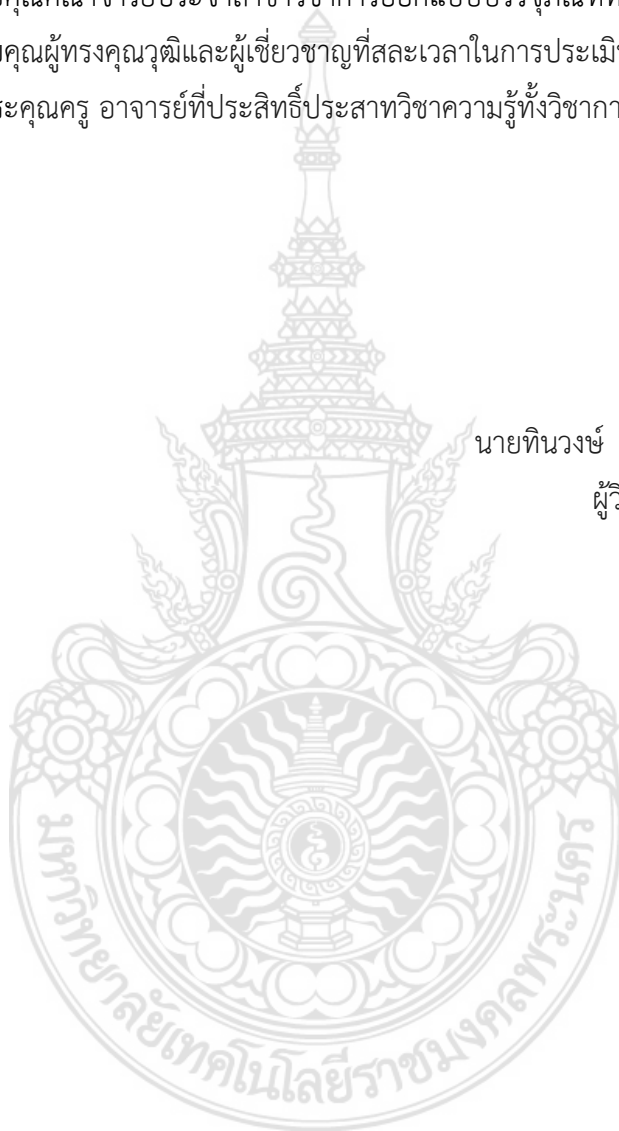 คุณผู้ทรงคุณวุฒิและผู้เชี่ยวชาญที่สละเวลาในการประเมิ
ะคุณครู อาจารย์ที่ประสิทธิ์ประสาทวิชาความรู้ทั้งวิชากา
นายทินวงษ์
ผู้วิ
มหาวิทยาลัยเทคโนโลยีราชมงคลพระนคร